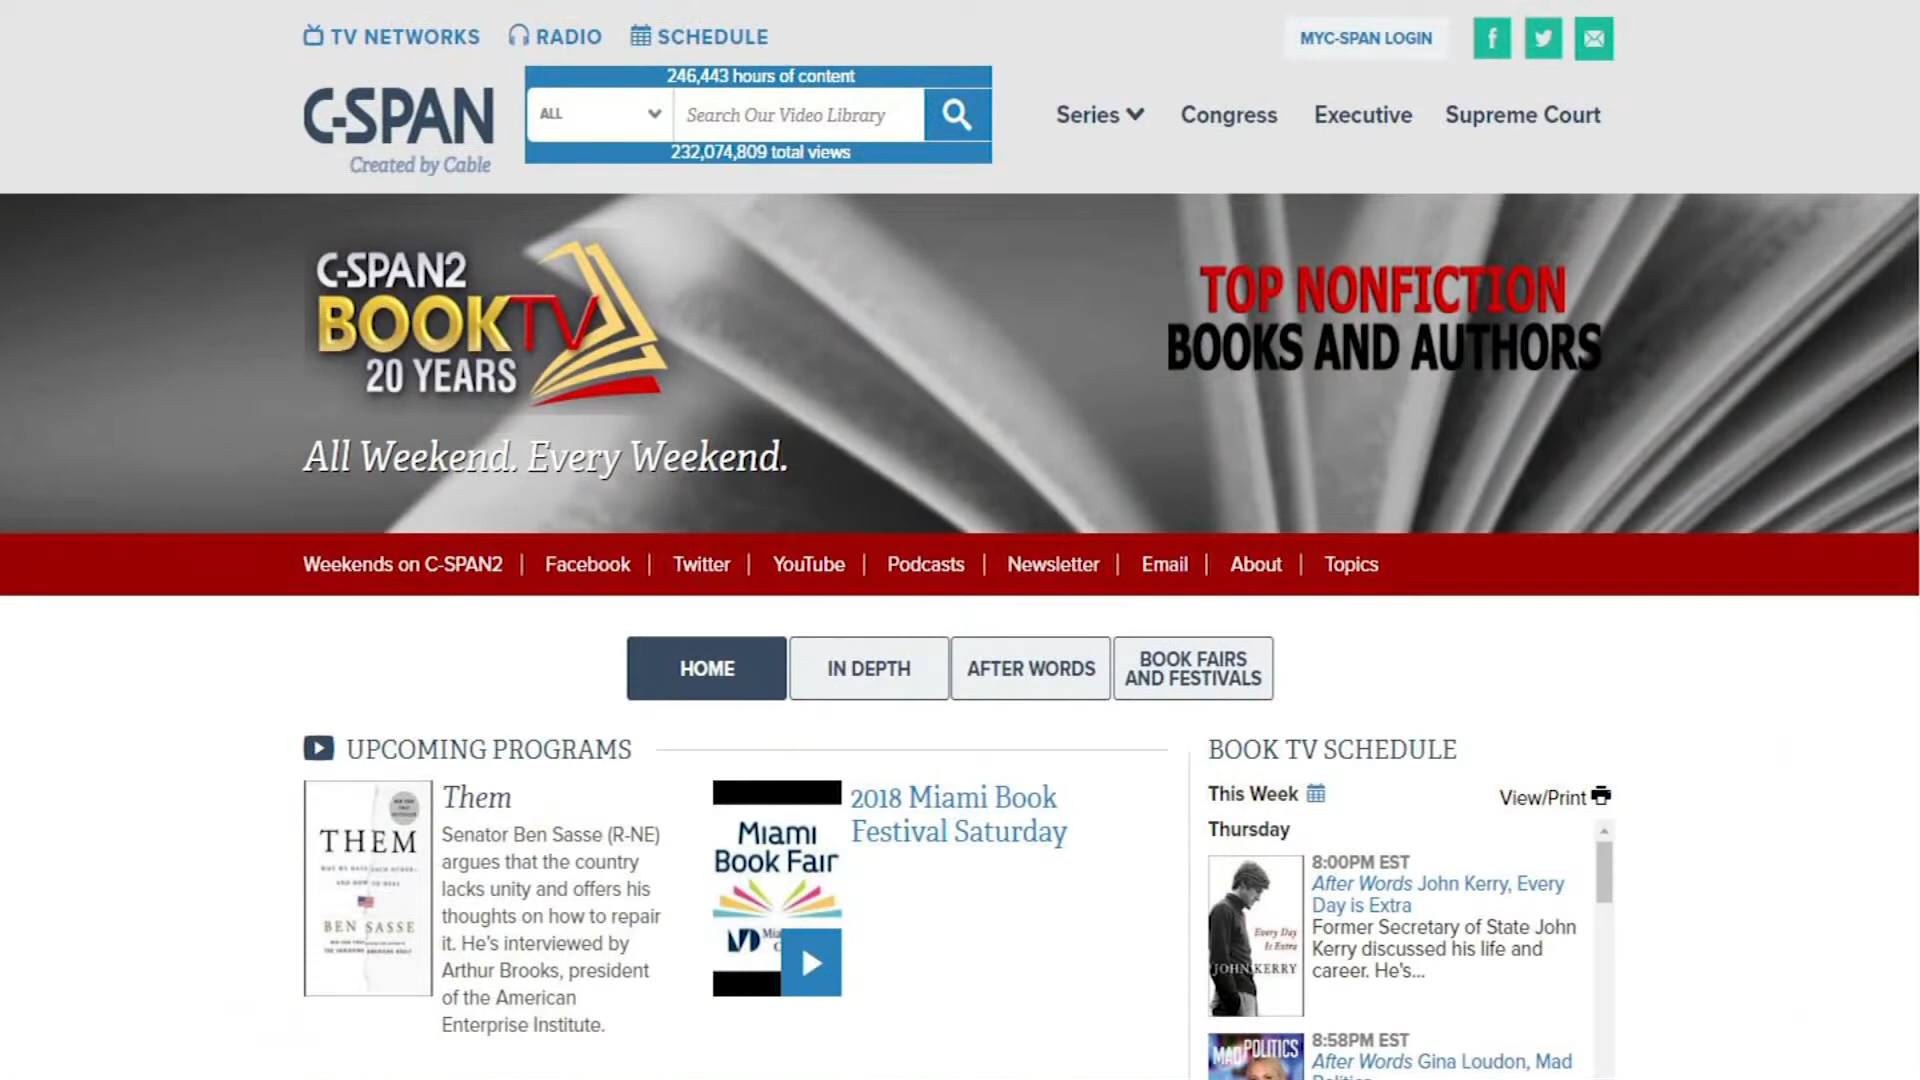 TV NETWORKS RADIO SCHEDULE
MYC-SPAN LOGIN
C-SPAN
Created by Cable
246,443 hours of content
ALL Search Our Video Library
232,074,809 total views
Series Congress Executive Supreme Court
C-SPAN2
BOOKTV
20 YEARS
All Weekend. Every Weekend.
TOP NONFICTION
BOOKS AND AUTHORS
Weekends on C-SPAN2 | Facebook | Twitter | YouTube | Podcasts | Newsletter | Email | About | Topics
HOME
IN DEPTH
AFTER WORDS
BOOK FAIRS
AND FESTIVALS
UPCOMING PROGRAMS
THEM
BEN SASSE
Them
Senator Ben Sasse (R-NE)
argues that the country
lacks unity and offers his
thoughts on how to repair
it. He's interviewed by
Arthur Brooks, president
of the American
Enterprise Institute.
Miami
Book Fair
2018 Miami Book
Festival Saturday
BOOK TV SCHEDULE
This Week
View/Print
Thursday
Every Day
Is Extra
JOHN KERRY
8:00PM EST
After Words John Kerry, Every
Day is Extra
Former Secretary of State John
Kerry discussed his life and
career. He's...
MAD POLITICS
8:58PM EST
After Words Gina Loudon, Mad